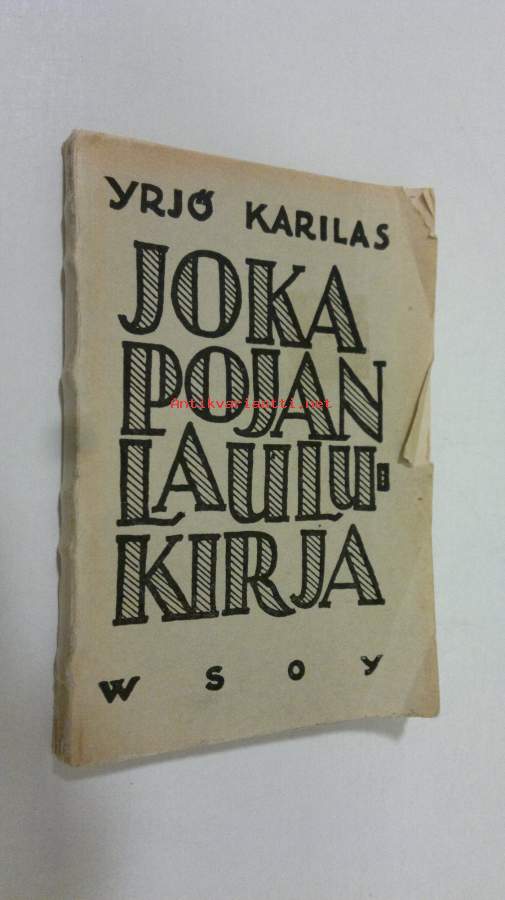 YRJÖ KARILAS
JOKA
POJAN
Antikvariaatti.net
LAULU-
KIRJA
WSOY